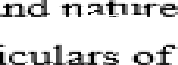 nd nature
iculars of